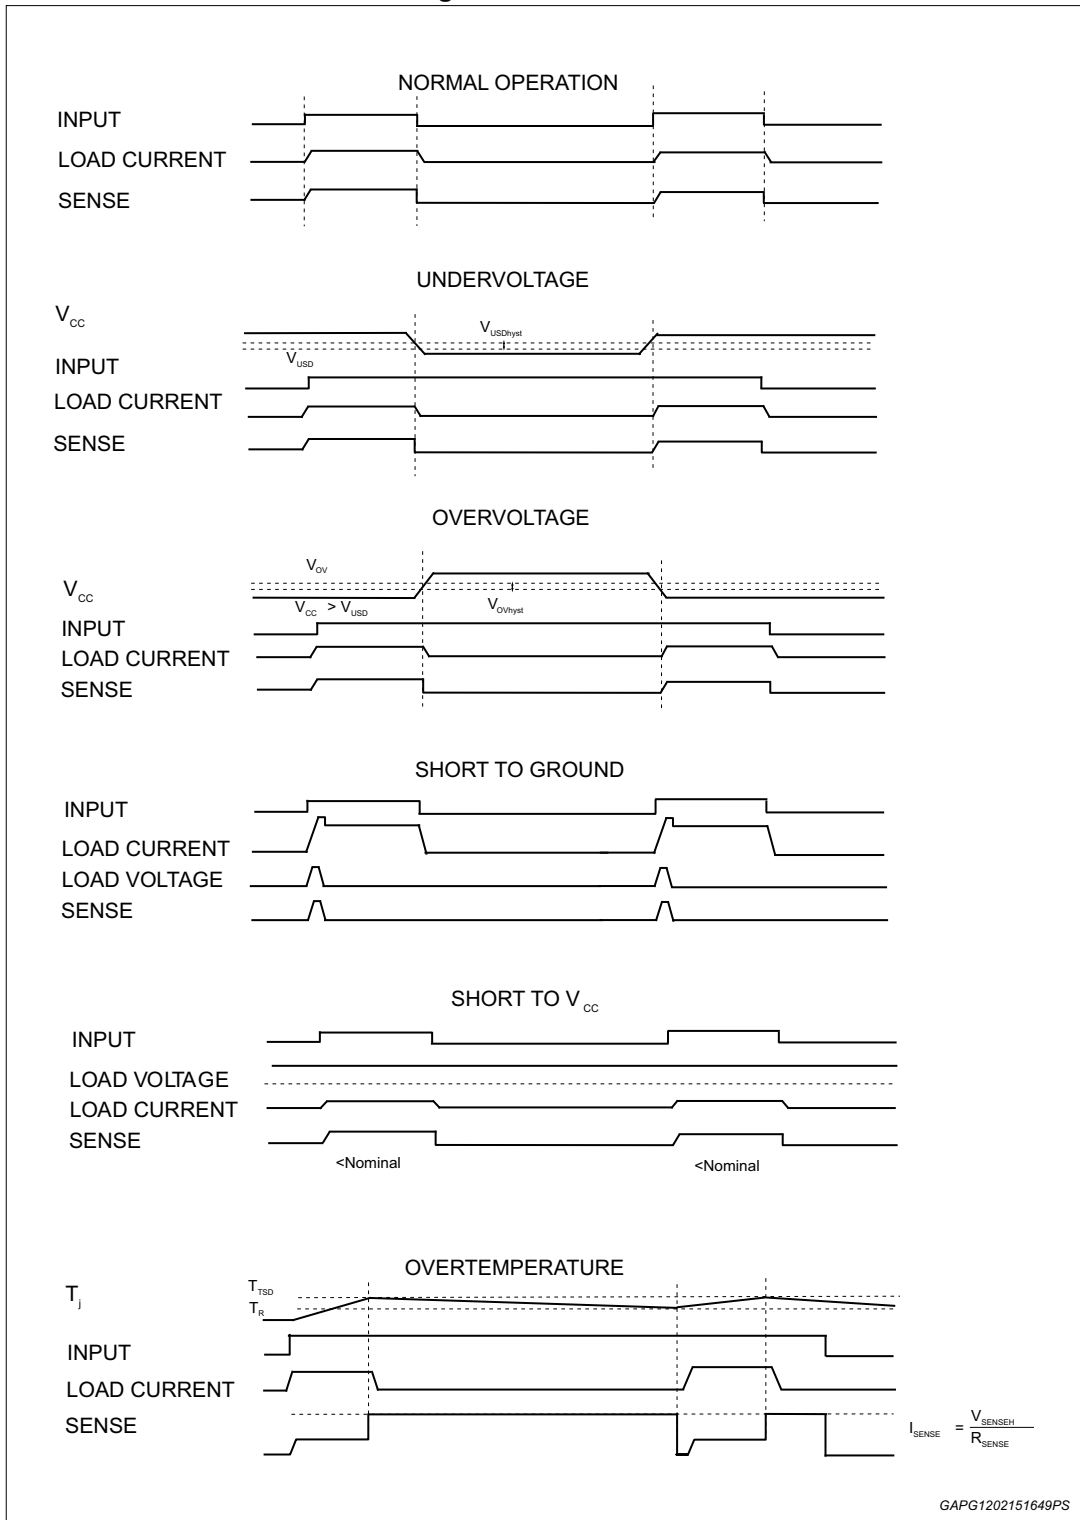 NORMAL OPERATION
INPUT
LOAD CURRENT
SENSE
UNDERVOLTAGE
VCC
VUSDhyst
VUSD
INPUT
LOAD CURRENT
SENSE
OVERVOLTAGE
VOV
VCC
VCC > VUSD
VOVhyst
INPUT
LOAD CURRENT
SENSE
SHORT TO GROUND
INPUT
LOAD CURRENT
LOAD VOLTAGE
SENSE
SHORT TO VCC
INPUT
LOAD VOLTAGE
LOAD CURRENT
SENSE
<Nominal <Nominal
OVERTEMPERATURE
Tj
TTSD
TR
INPUT
LOAD CURRENT
SENSE
ISENSE = VSENSEH / RSENSE
GAPG1202151649PS